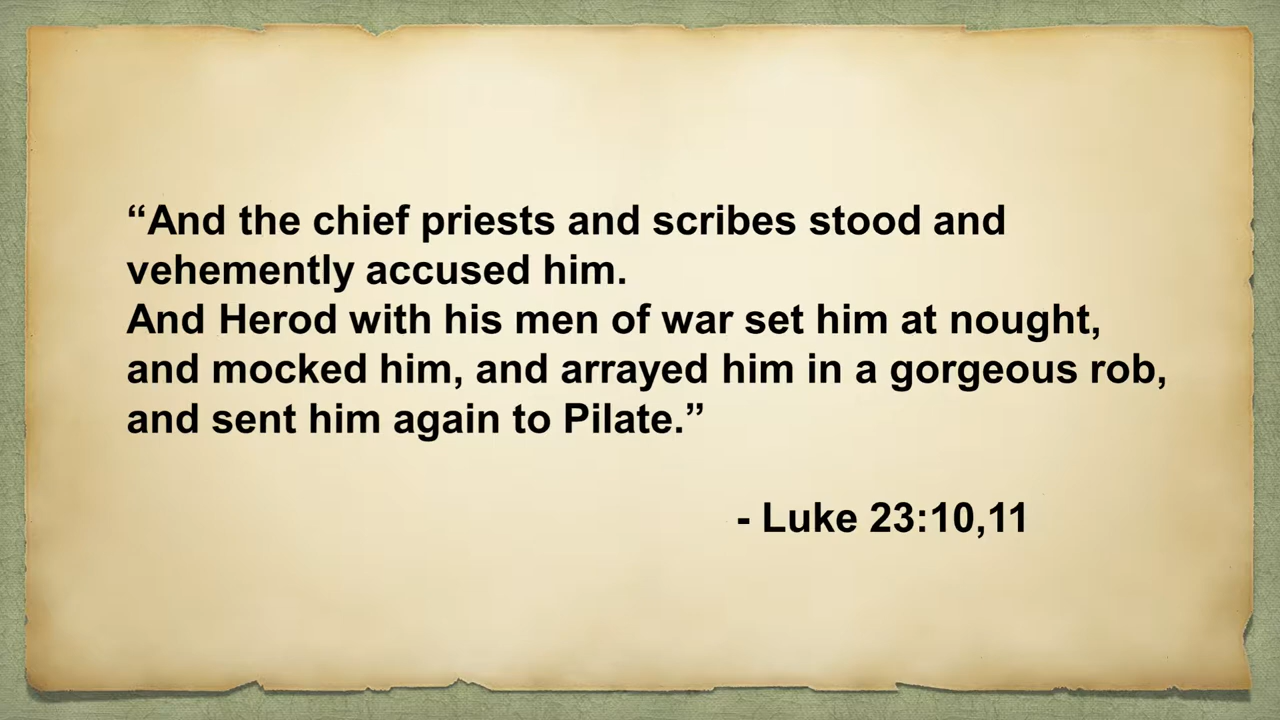 “And the chief priests and scribes stood and
vehemently accused him.
And Herod with his men of war set him at nought,
and mocked him, and arrayed him in a gorgeous rob,
and sent him again to Pilate.”
- Luke 23:10,11